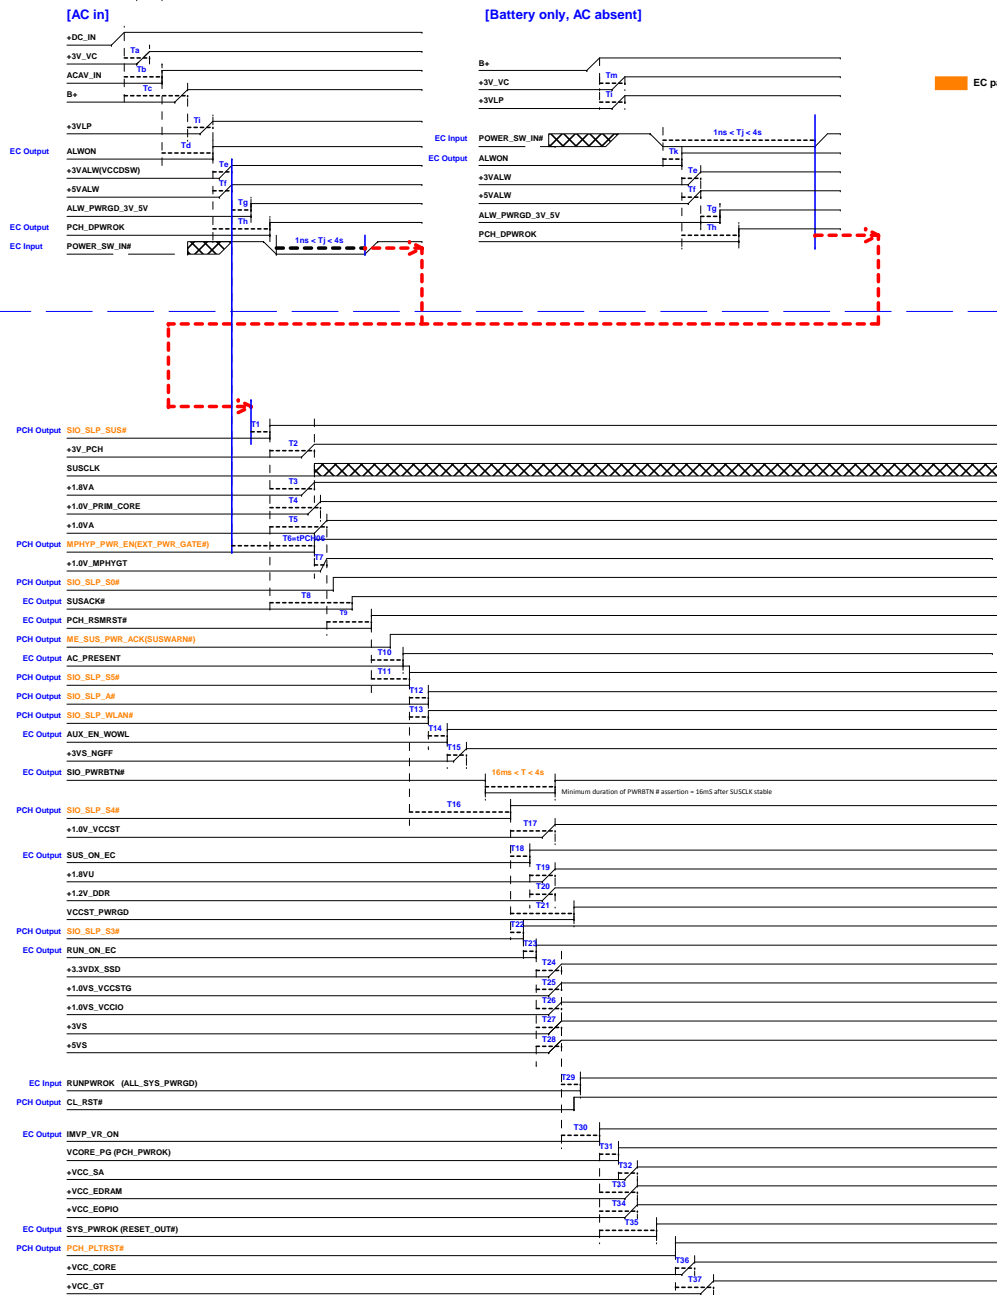 [AC in] [Battery only, AC absent]
+DC_IN
+3V_VC Ta
ACAV_IN Tb
B+ Tc
+3VLP Ti
EC Output ALWON Td
+3VALW(VCCDSW) Te
+5VALW Tf
ALW_PWRGD_3V_5V Tg
EC Output PCH_DPWROK Th
EC Input POWER_SW_IN# 1ns < Tj < 4s
B+
+3V_VC Tm
+3VLP Ti
EC Input POWER_SW_IN# 1ns < Tj < 4s
EC Output ALWON Tk
+3VALW Te
+5VALW Tf
ALW_PWRGD_3V_5V Tg
PCH_DPWROK Th
EC pa
PCH Output SIO_SLP_SUS# T1
+3V_PCH T2
SUSCLK
+1.8VA T3
+1.0V_PRIM_CORE T4
+1.0VA T5
PCH Output MPHYP_PWR_EN(EXT_PWR_GATE#) T6=tPCH06
+1.0V_MPHYGT T7
PCH Output SIO_SLP_S0#
EC Output SUSACK# T8
EC Output PCH_RSMRST# T9
PCH Output ME_SUS_PWR_ACK(SUSWARN#)
EC Output AC_PRESENT T10
PCH Output SIO_SLP_S5# T11
PCH Output SIO_SLP_A# T12
PCH Output SIO_SLP_WLAN# T13
EC Output AUX_EN_WOWL T14
+3VS_NGFF T15
EC Output SIO_PWRBTN# 16ms < T < 4s
Minimum duration of PWRBTN # assertion = 16mS after SUSCLK stable
PCH Output SIO_SLP_S4# T16
+1.0V_VCCST T17
EC Output SUS_ON_EC T18
+1.8VU T19
+1.2V_DDR T20
VCCST_PWRGD T21
PCH Output SIO_SLP_S3# T22
EC Output RUN_ON_EC T23
+3.3VDX_SSD T24
+1.0VS_VCCSTG T25
+1.0VS_VCCIO T26
+3VS T27
+5VS T28
EC Input RUNPWROK (ALL_SYS_PWRGD) T29
PCH Output CL_RST#
EC Output IMVP_VR_ON T30
VCORE_PG (PCH_PWROK) T31
+VCC_SA T32
+VCC_EDRAM T33
+VCC_EOPIO T34
EC Output SYS_PWROK (RESET_OUT#) T35
PCH Output PCH_PLTRST#
+VCC_CORE T36
+VCC_GT T37